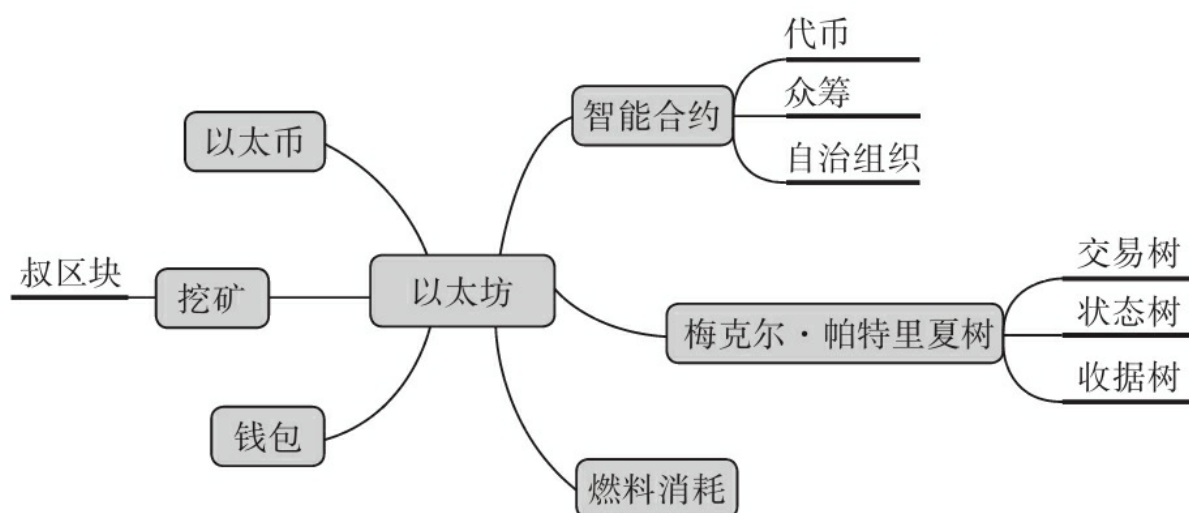 代币
众筹
自治组织
智能合约
以太币
叔区块
挖矿
以太坊
梅克尔·帕特里夏树
交易树
状态树
收据树
钱包
燃料消耗